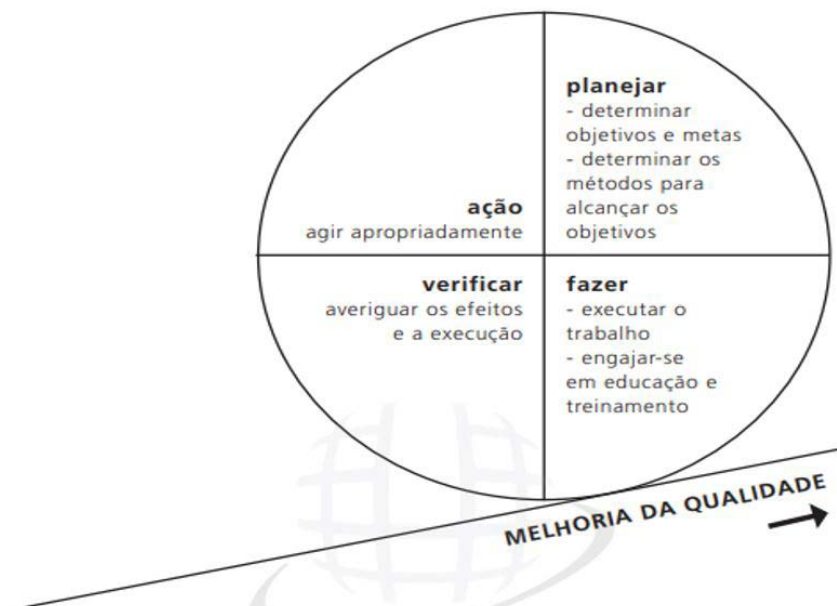 planejar
- determinar
objetivos e metas
- determinar os
métodos para
alcançar os
objetivos
ação
agir apropriadamente
verificar
averiguar os efeitos
e a execução
fazer
- executar o
trabalho
- engajar-se
em educação e
treinamento
MELHORIA DA QUALIDADE